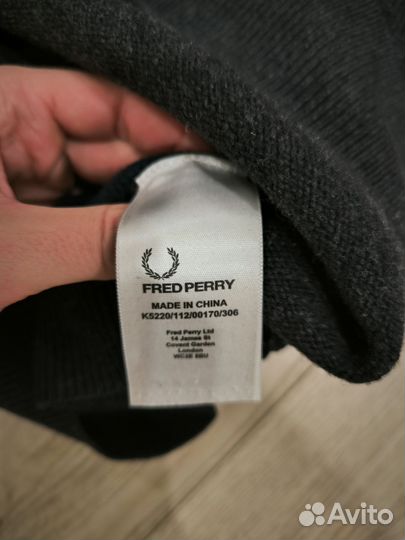 FRED PERRY
MADE IN CHINA
K5220/112/00170/306
Fred Perry Ltd
14 James St
Covent Garden
London
WC2E 8BU
Avito